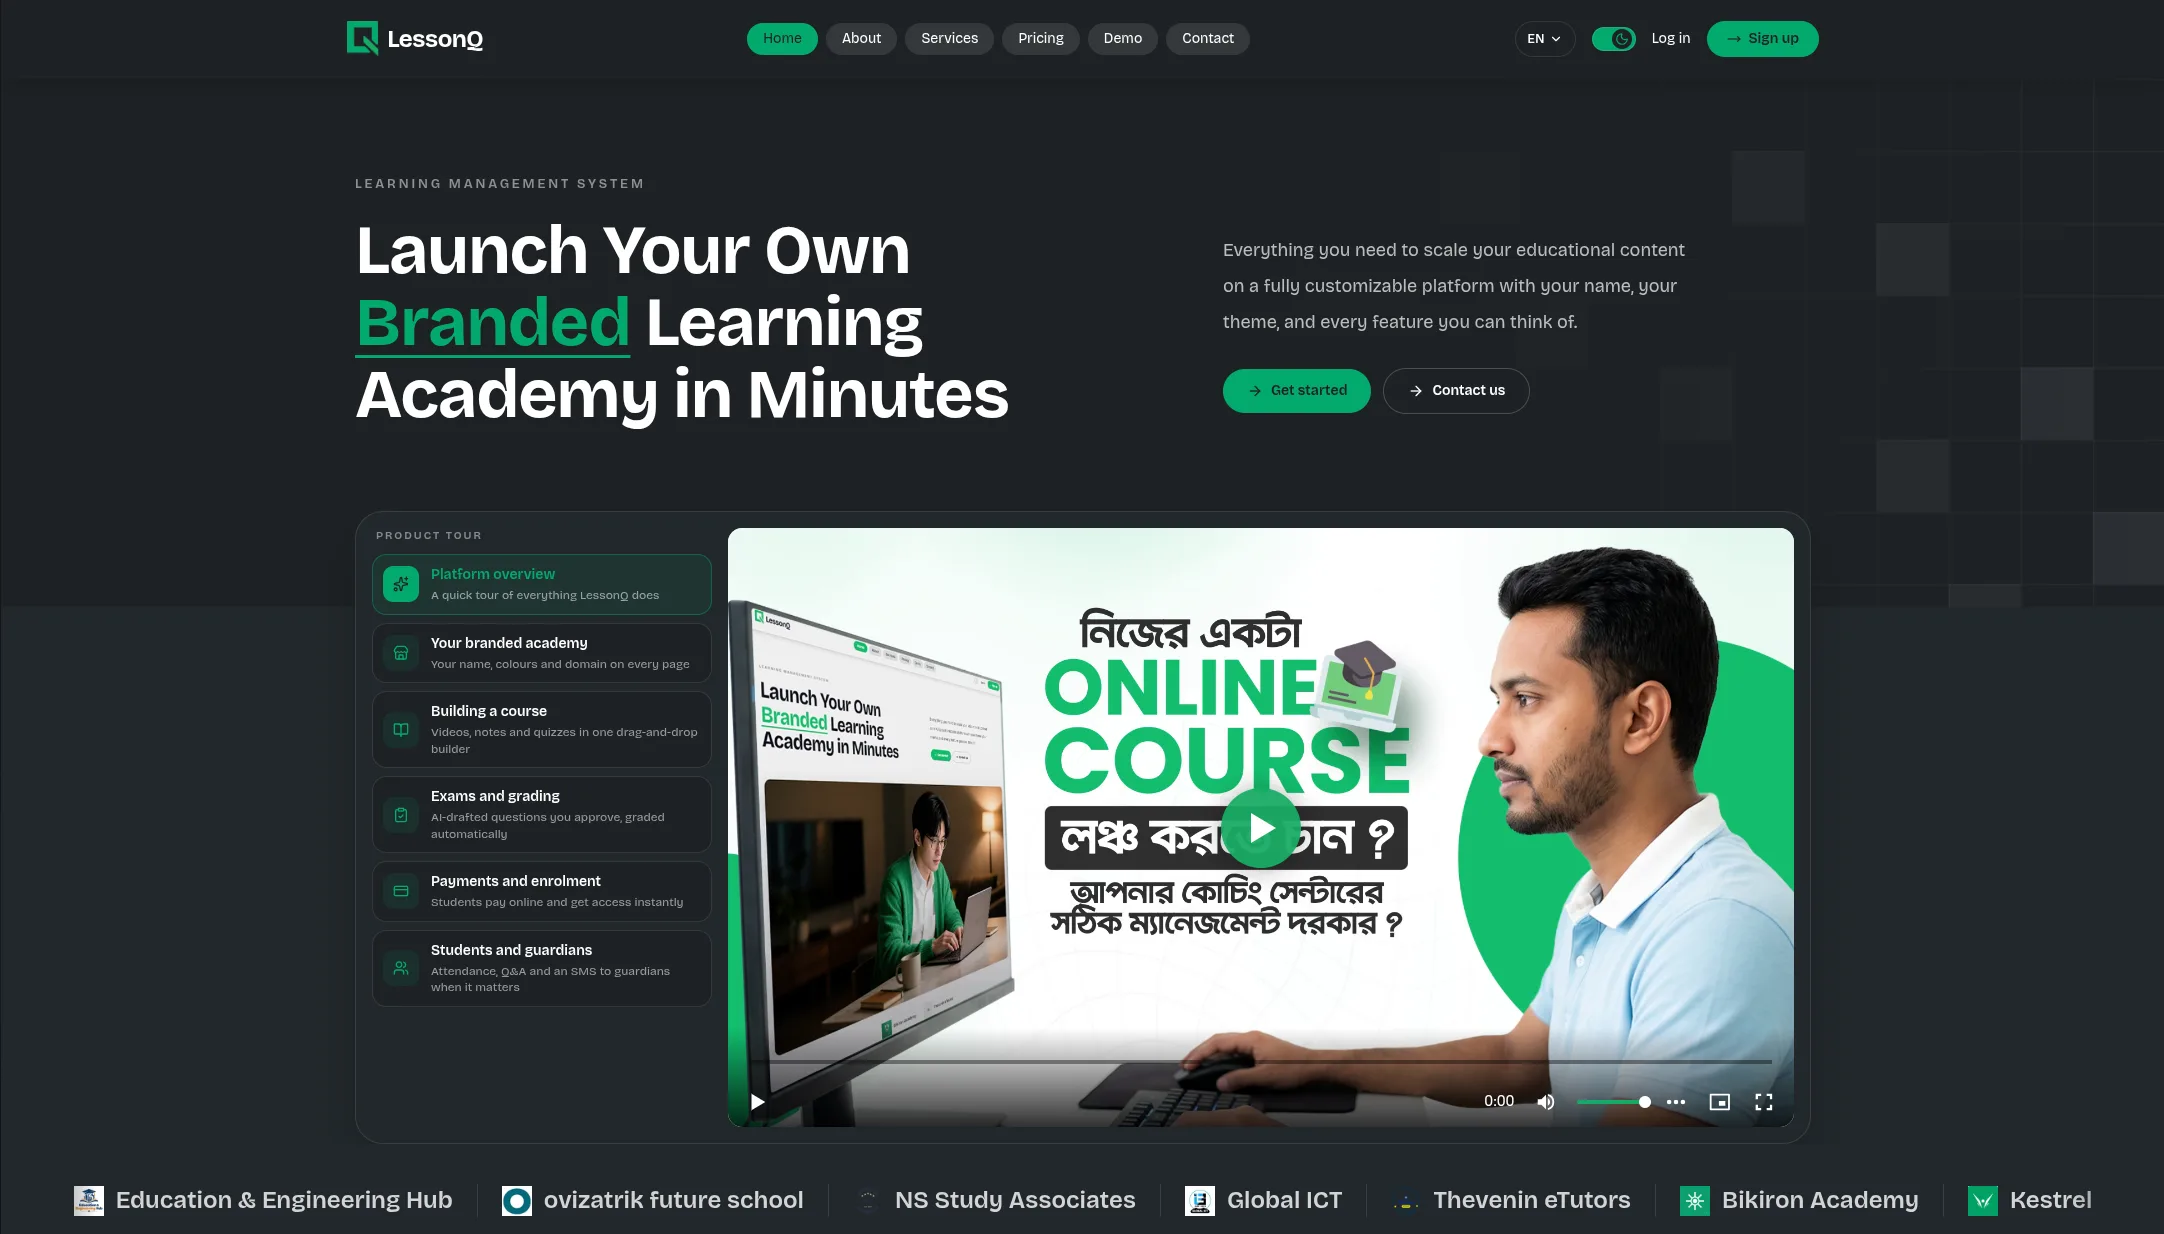 LessonQ
Home
About
Services
Pricing
Demo
Contact
EN
Log in
Sign up
LEARNING MANAGEMENT SYSTEM
Launch Your Own
Branded Learning
Academy in Minutes
Everything you need to scale your educational content
on a fully customizable platform with your name, your
theme, and every feature you can think of.
Get started
Contact us
PRODUCT TOUR
Platform overview
A quick tour of everything LessonQ does
Your branded academy
Your name, colours and domain on every page
Building a course
Videos, notes and quizzes in one drag-and-drop
builder
Exams and grading
AI-drafted questions you approve, graded
automatically
Payments and enrolment
Students pay online and get access instantly
Students and guardians
Attendance, Q&A and an SMS to guardians
when it matters
LessonQ
LEARNING MANAGEMENT SYSTEM
Launch Your Own
Branded Learning
Academy in Minutes
নিজের একটা
ONLINE
COURSE
লঞ্চ করতে চান ?
আপনার কোচিং সেন্টারের
সঠিক ম্যানেজমেন্ট দরকার ?
0:00
Education & Engineering Hub
ovizatrik future school
NS Study Associates
Global ICT
Thevenin eTutors
Bikiron Academy
Kestrel